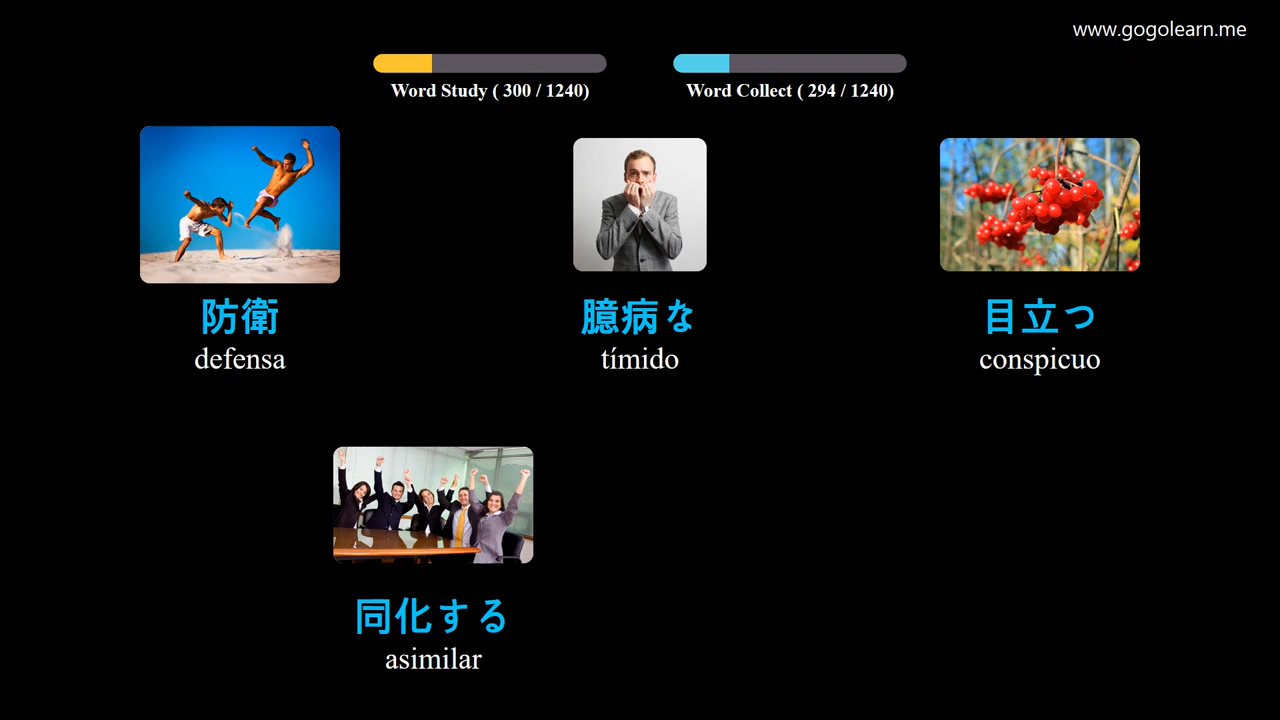 www.gogolearn.me
Word Study ( 300 / 1240)
Word Collect ( 294 / 1240)
防衛
defensa
臆病な
tímido
目立つ
conspicuo
同化する
asimilar